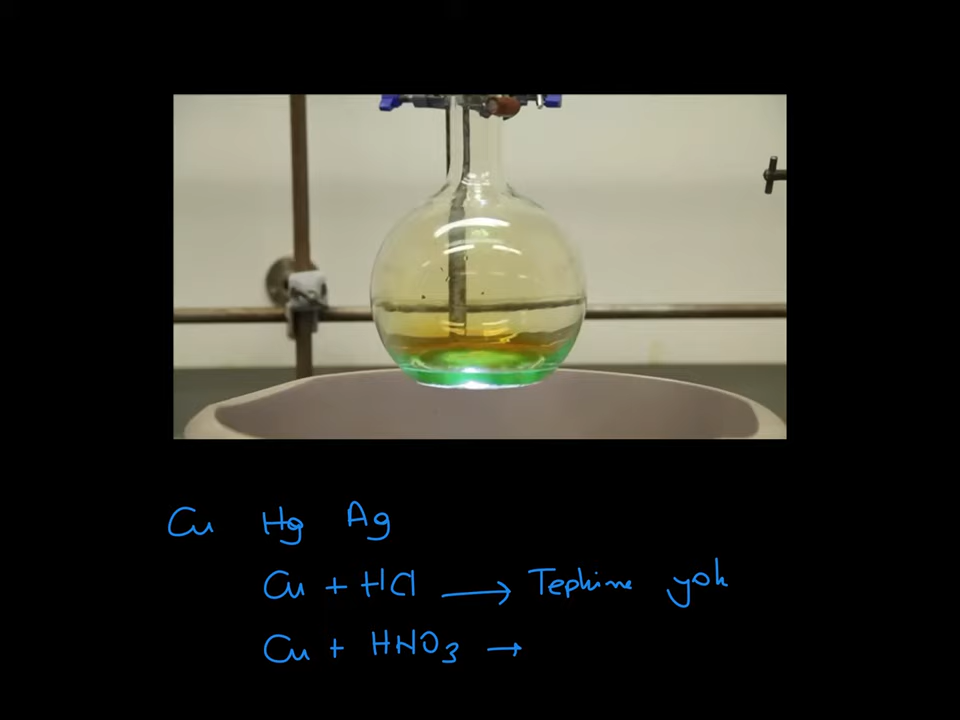 Cu Hg Ag
Cu + HCl → Tepkime yok
Cu + HNO3 →